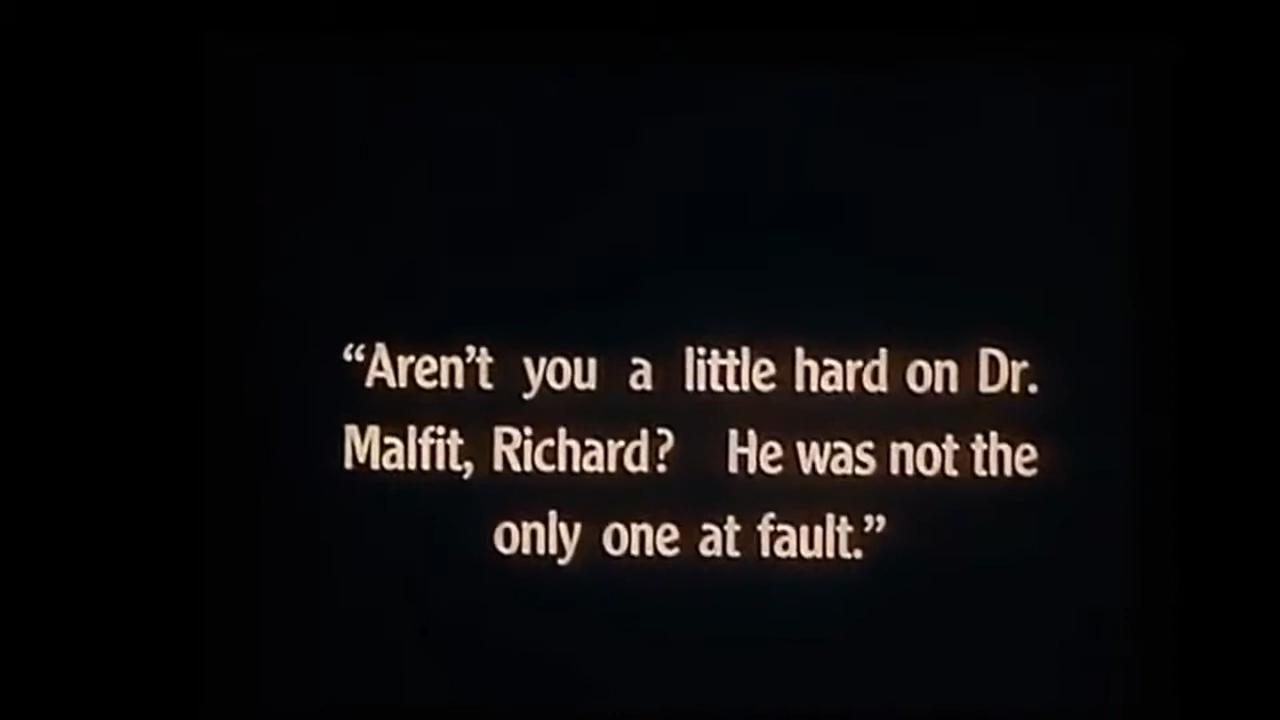 “Aren’t you a little hard on Dr.
Malfit, Richard? He was not the
only one at fault.”